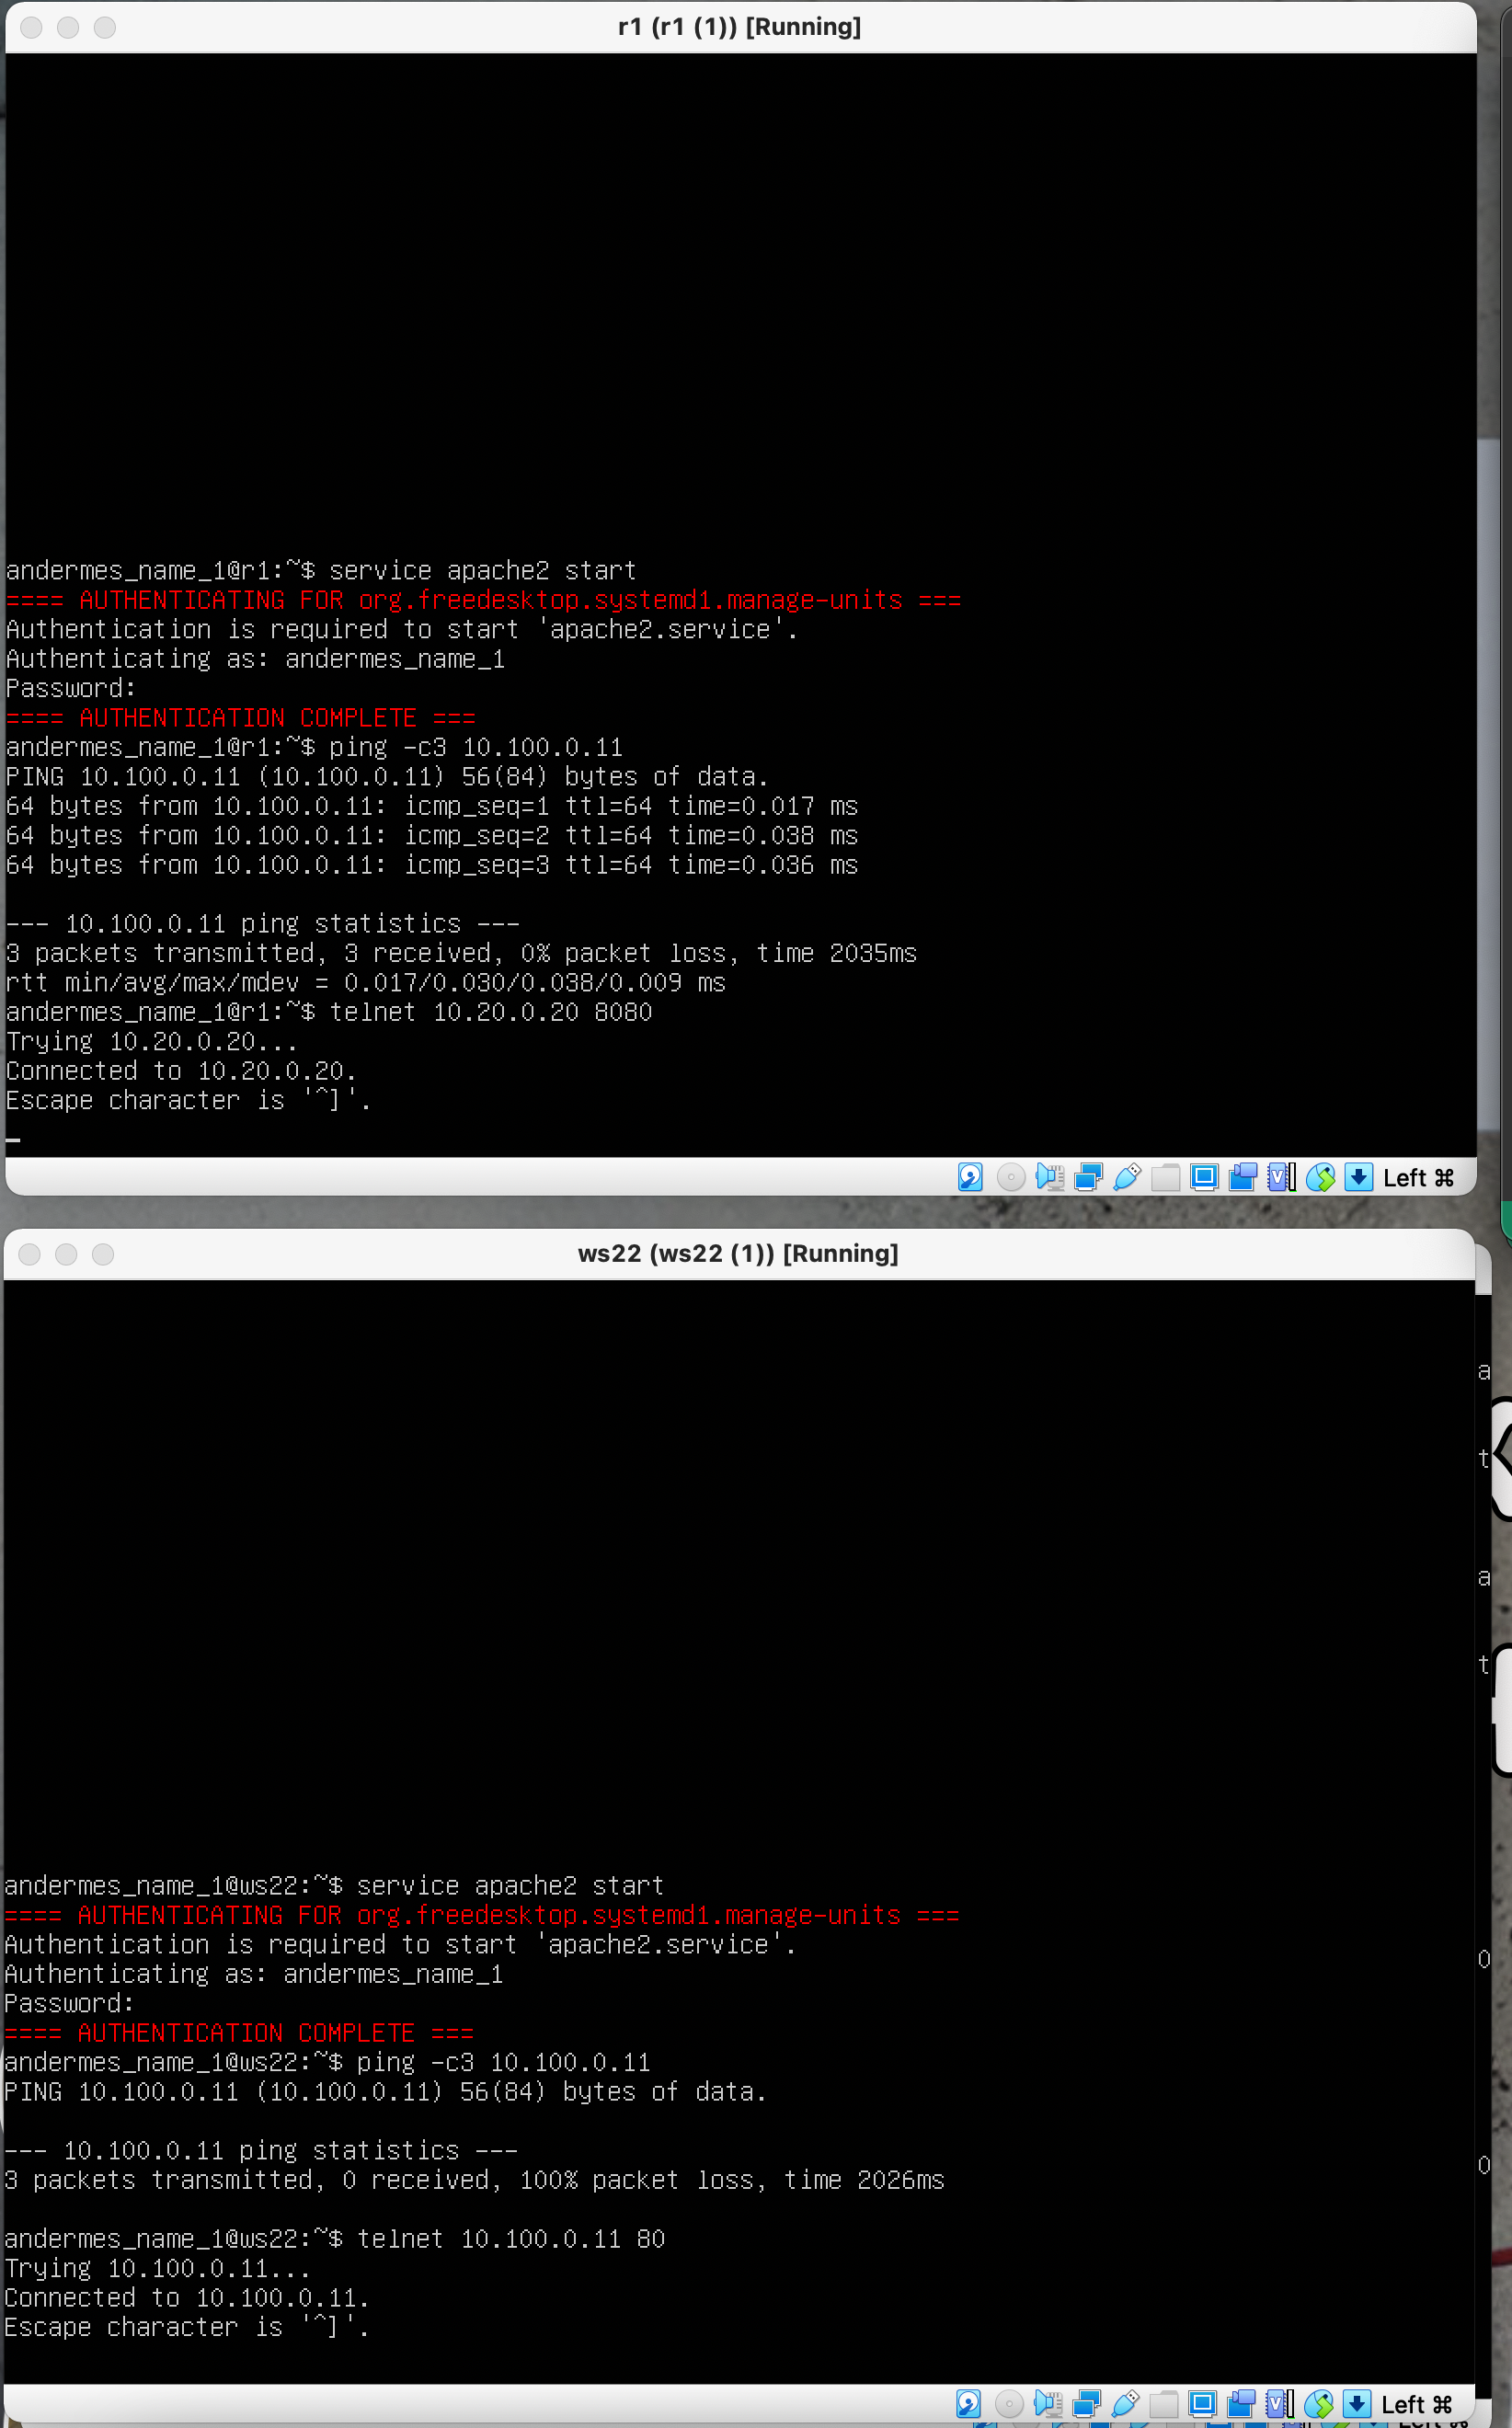 r1 (r1 (1)) [Running]
andermes_name_1@r1:~$ service apache2 start
==== AUTHENTICATING FOR org.freedesktop.systemd1.manage-units ===
Authentication is required to start 'apache2.service'.
Authenticating as: andermes_name_1
Password:
==== AUTHENTICATION COMPLETE ===
andermes_name_1@r1:~$ ping -c3 10.100.0.11
PING 10.100.0.11 (10.100.0.11) 56(84) bytes of data.
64 bytes from 10.100.0.11: icmp_seq=1 ttl=64 time=0.017 ms
64 bytes from 10.100.0.11: icmp_seq=2 ttl=64 time=0.038 ms
64 bytes from 10.100.0.11: icmp_seq=3 ttl=64 time=0.036 ms
--- 10.100.0.11 ping statistics ---
3 packets transmitted, 3 received, 0% packet loss, time 2035ms
rtt min/avg/max/mdev = 0.017/0.030/0.038/0.009 ms
andermes_name_1@r1:~$ telnet 10.20.0.20 8080
Trying 10.20.0.20...
Connected to 10.20.0.20.
Escape character is '^]'.
Left ⌘
ws22 (ws22 (1)) [Running]
a
t
a
t
andermes_name_1@ws22:~$ service apache2 start
==== AUTHENTICATING FOR org.freedesktop.systemd1.manage-units ===
Authentication is required to start 'apache2.service'.
0
Authenticating as: andermes_name_1
Password:
==== AUTHENTICATION COMPLETE ===
andermes_name_1@ws22:~$ ping -c3 10.100.0.11
PING 10.100.0.11 (10.100.0.11) 56(84) bytes of data.
--- 10.100.0.11 ping statistics ---
0
3 packets transmitted, 0 received, 100% packet loss, time 2026ms
andermes_name_1@ws22:~$ telnet 10.100.0.11 80
Trying 10.100.0.11...
Connected to 10.100.0.11.
Escape character is '^]'.
Left ⌘